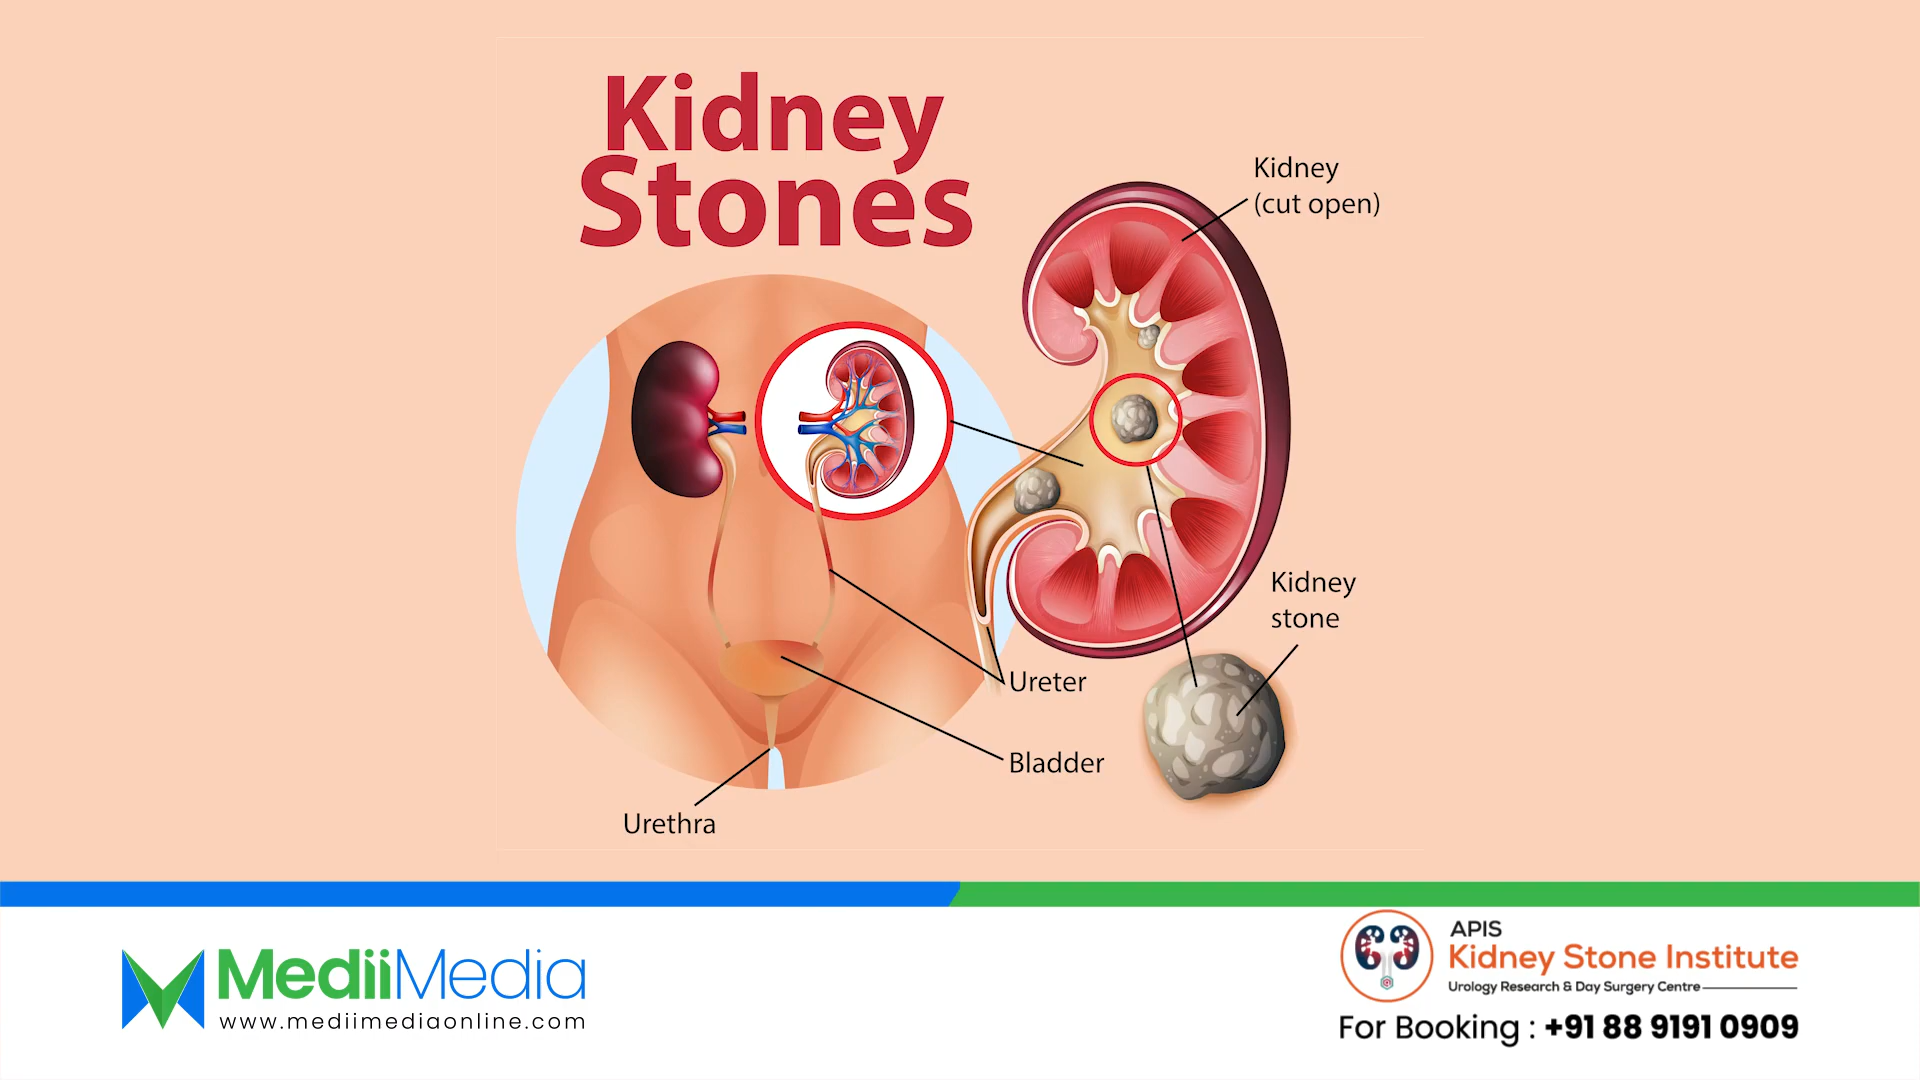 Kidney
Stones
Kidney
(cut open)
Kidney
stone
Ureter
Bladder
Urethra
MediiMedia
www.mediimediaonline.com
APIS
Kidney Stone Institute
Urology Research & Day Surgery Centre
For Booking : +91 88 9191 0909